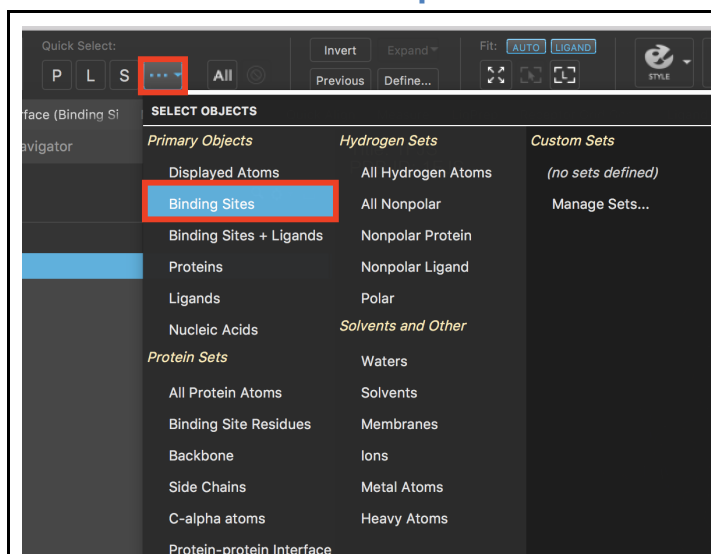 Quick Select:
P L S ... All
Invert Expand
Previous Define...
Fit: AUTO LIGAND
STYLE
rface (Binding Si
avigator
SELECT OBJECTS
Primary Objects
Displayed Atoms
Binding Sites
Binding Sites + Ligands
Proteins
Ligands
Nucleic Acids
Protein Sets
All Protein Atoms
Binding Site Residues
Backbone
Side Chains
C-alpha atoms
Protein-protein Interface
Hydrogen Sets
All Hydrogen Atoms
All Nonpolar
Nonpolar Protein
Nonpolar Ligand
Polar
Solvents and Other
Waters
Solvents
Membranes
Ions
Metal Atoms
Heavy Atoms
Custom Sets
(no sets defined)
Manage Sets...